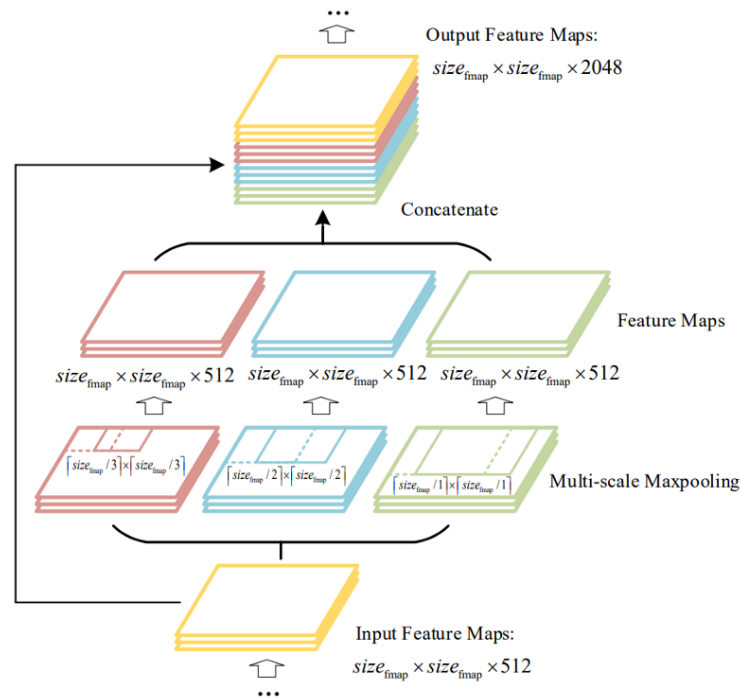 ...
Output Feature Maps:
size_fmap × size_fmap × 2048
Concatenate
Feature Maps
size_fmap × size_fmap × 512
size_fmap × size_fmap × 512
size_fmap × size_fmap × 512
⌈size_fmap / 3⌉×⌈size_fmap / 3⌉
⌈size_fmap / 2⌉×⌈size_fmap / 2⌉
⌈size_fmap / 1⌉×⌈size_fmap / 1⌉
Multi-scale Maxpooling
Input Feature Maps:
size_fmap × size_fmap × 512
...